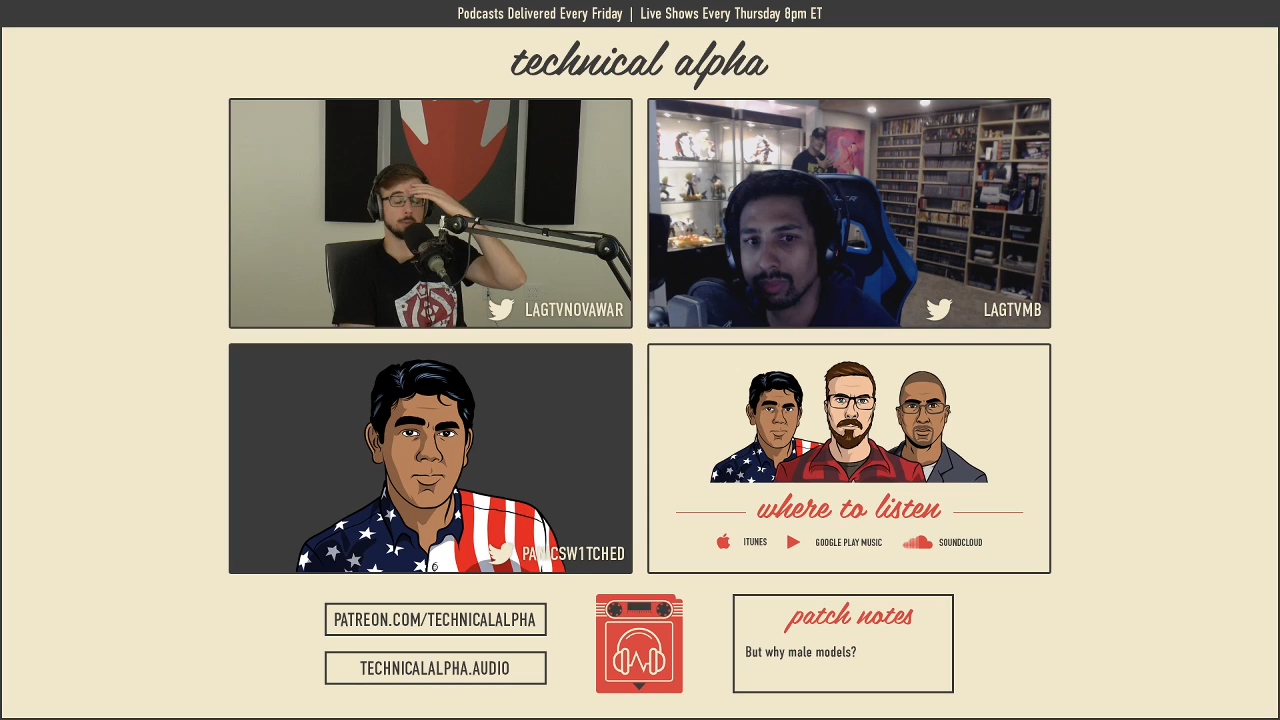 Podcasts Delivered Every Friday | Live Shows Every Thursday 8pm ET
technical alpha
LAGTVNOVAWAR
LAGTVMB
PANICSW1TCHED
where to listen
ITUNES
GOOGLE PLAY MUSIC
SOUNDCLOUD
PATREON.COM/TECHNICALALPHA
TECHNICALALPHA.AUDIO
patch notes
But why male models?